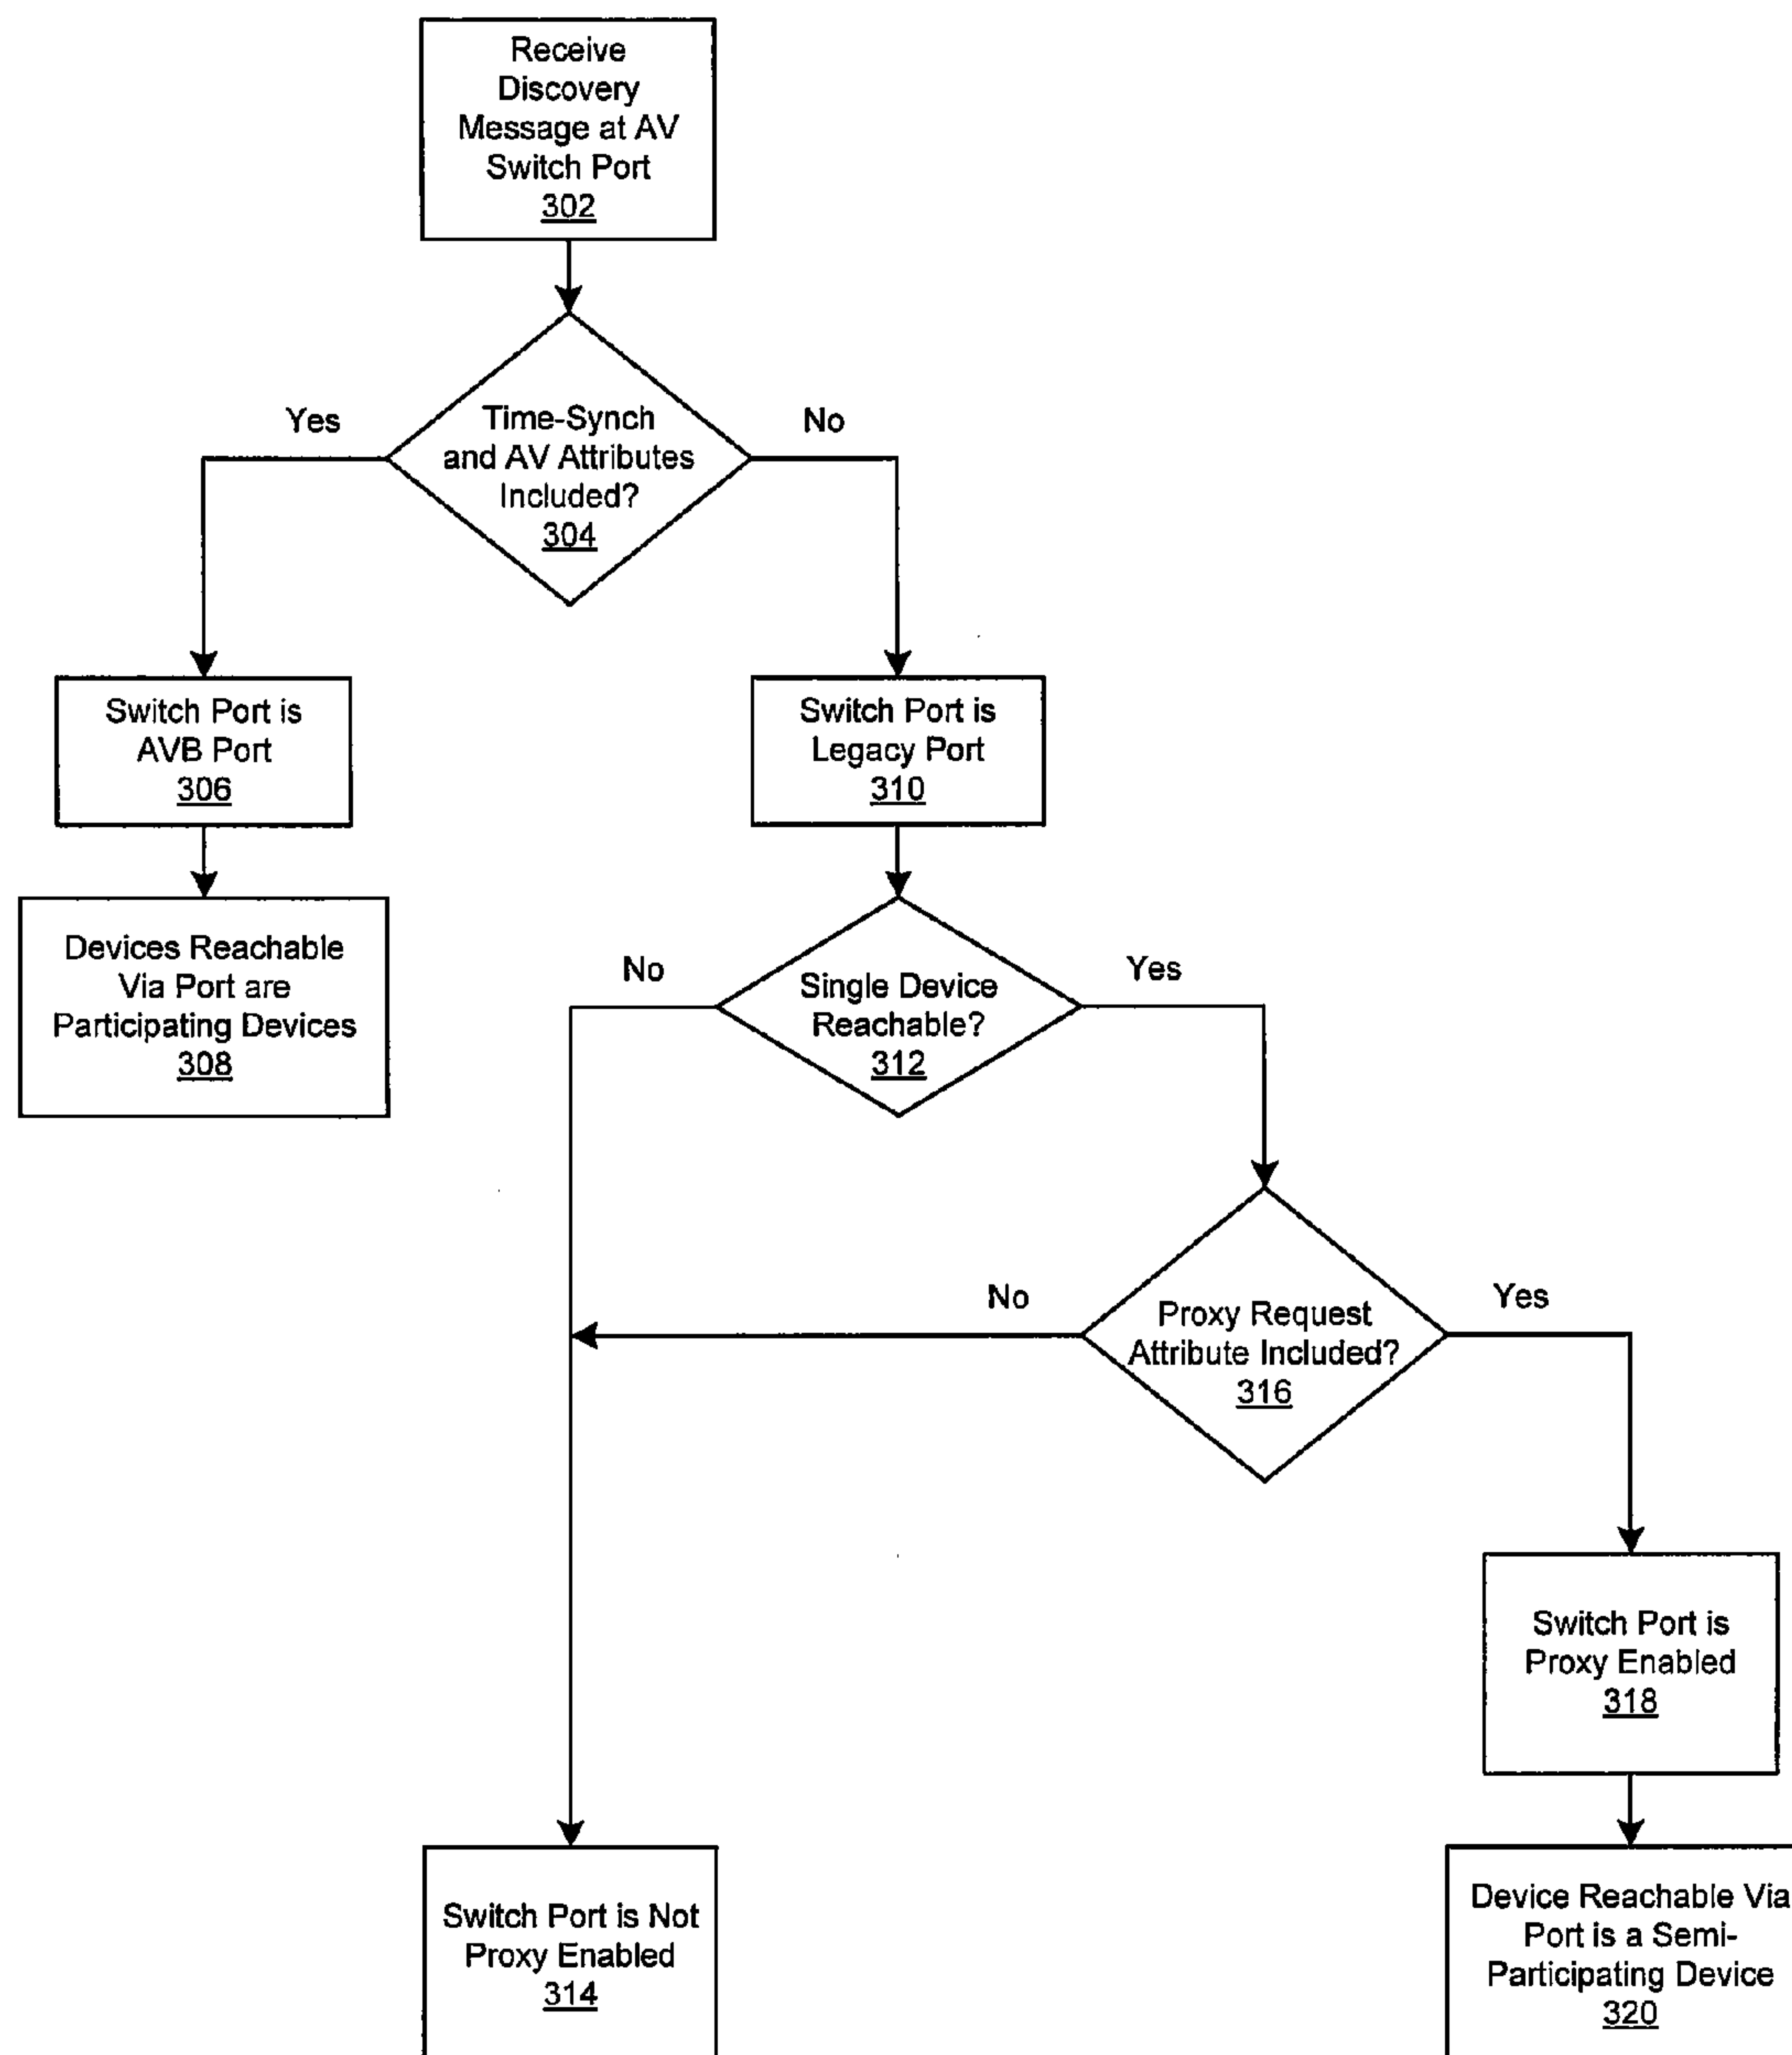 Receive
Discovery
Message at AV
Switch Port
302
Yes
Time-Synch
and AV Attributes
Included?
304
No
Switch Port is
AVB Port
306
Switch Port is
Legacy Port
310
Devices Reachable
Via Port are
Participating Devices
308
No
Single Device
Reachable?
312
Yes
No
Proxy Request
Attribute Included?
316
Yes
Switch Port is
Proxy Enabled
318
Switch Port is Not
Proxy Enabled
314
Device Reachable Via
Port is a Semi-
Participating Device
320